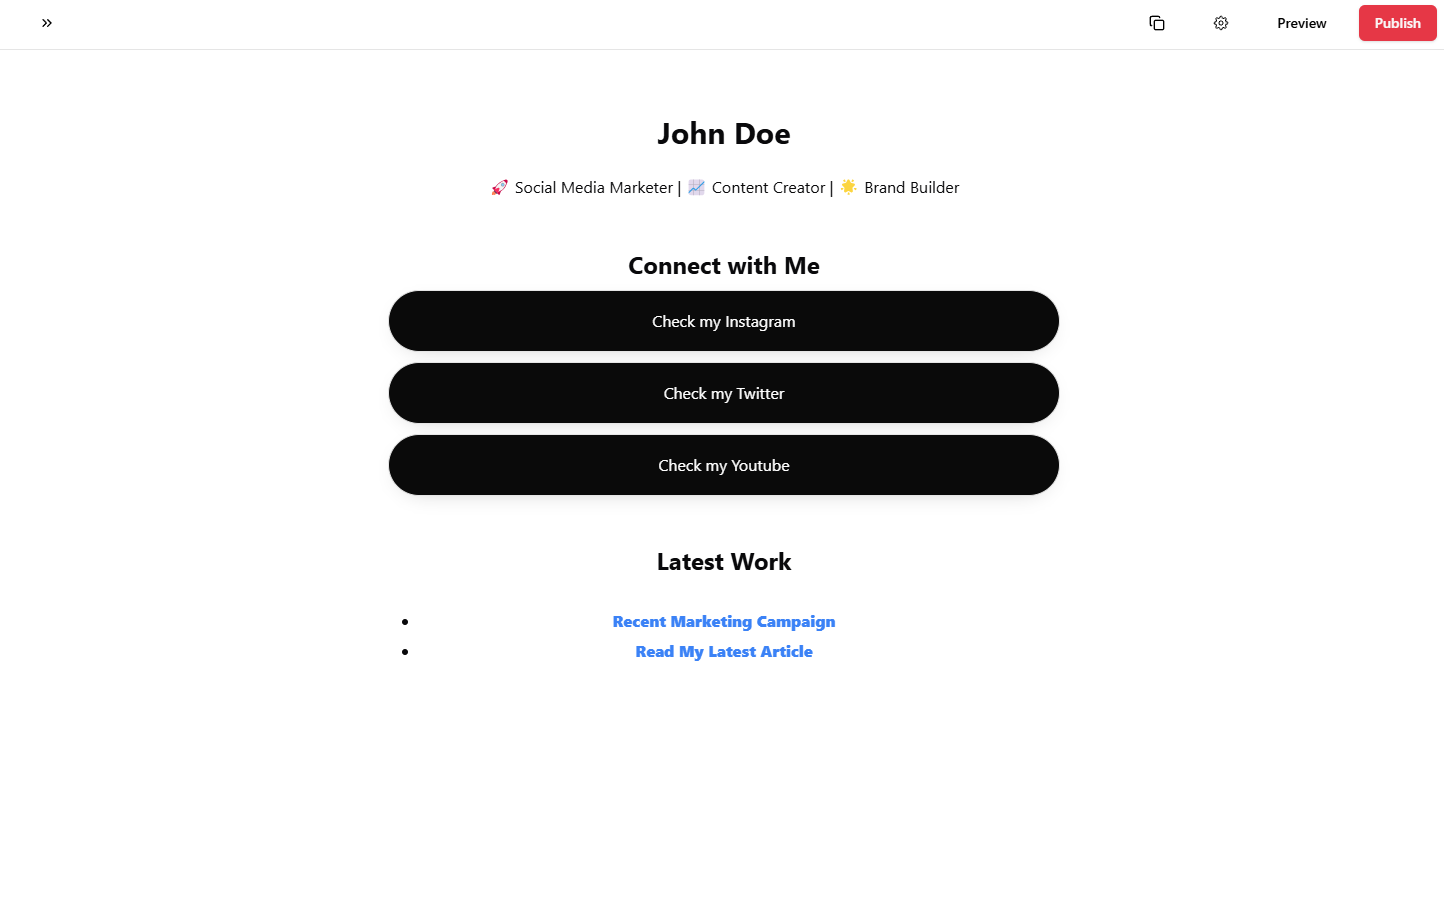 Preview
Publish
John Doe
🚀 Social Media Marketer | 📈 Content Creator | 🌟 Brand Builder
Connect with Me
Check my Instagram
Check my Twitter
Check my Youtube
Latest Work
• Recent Marketing Campaign
• Read My Latest Article